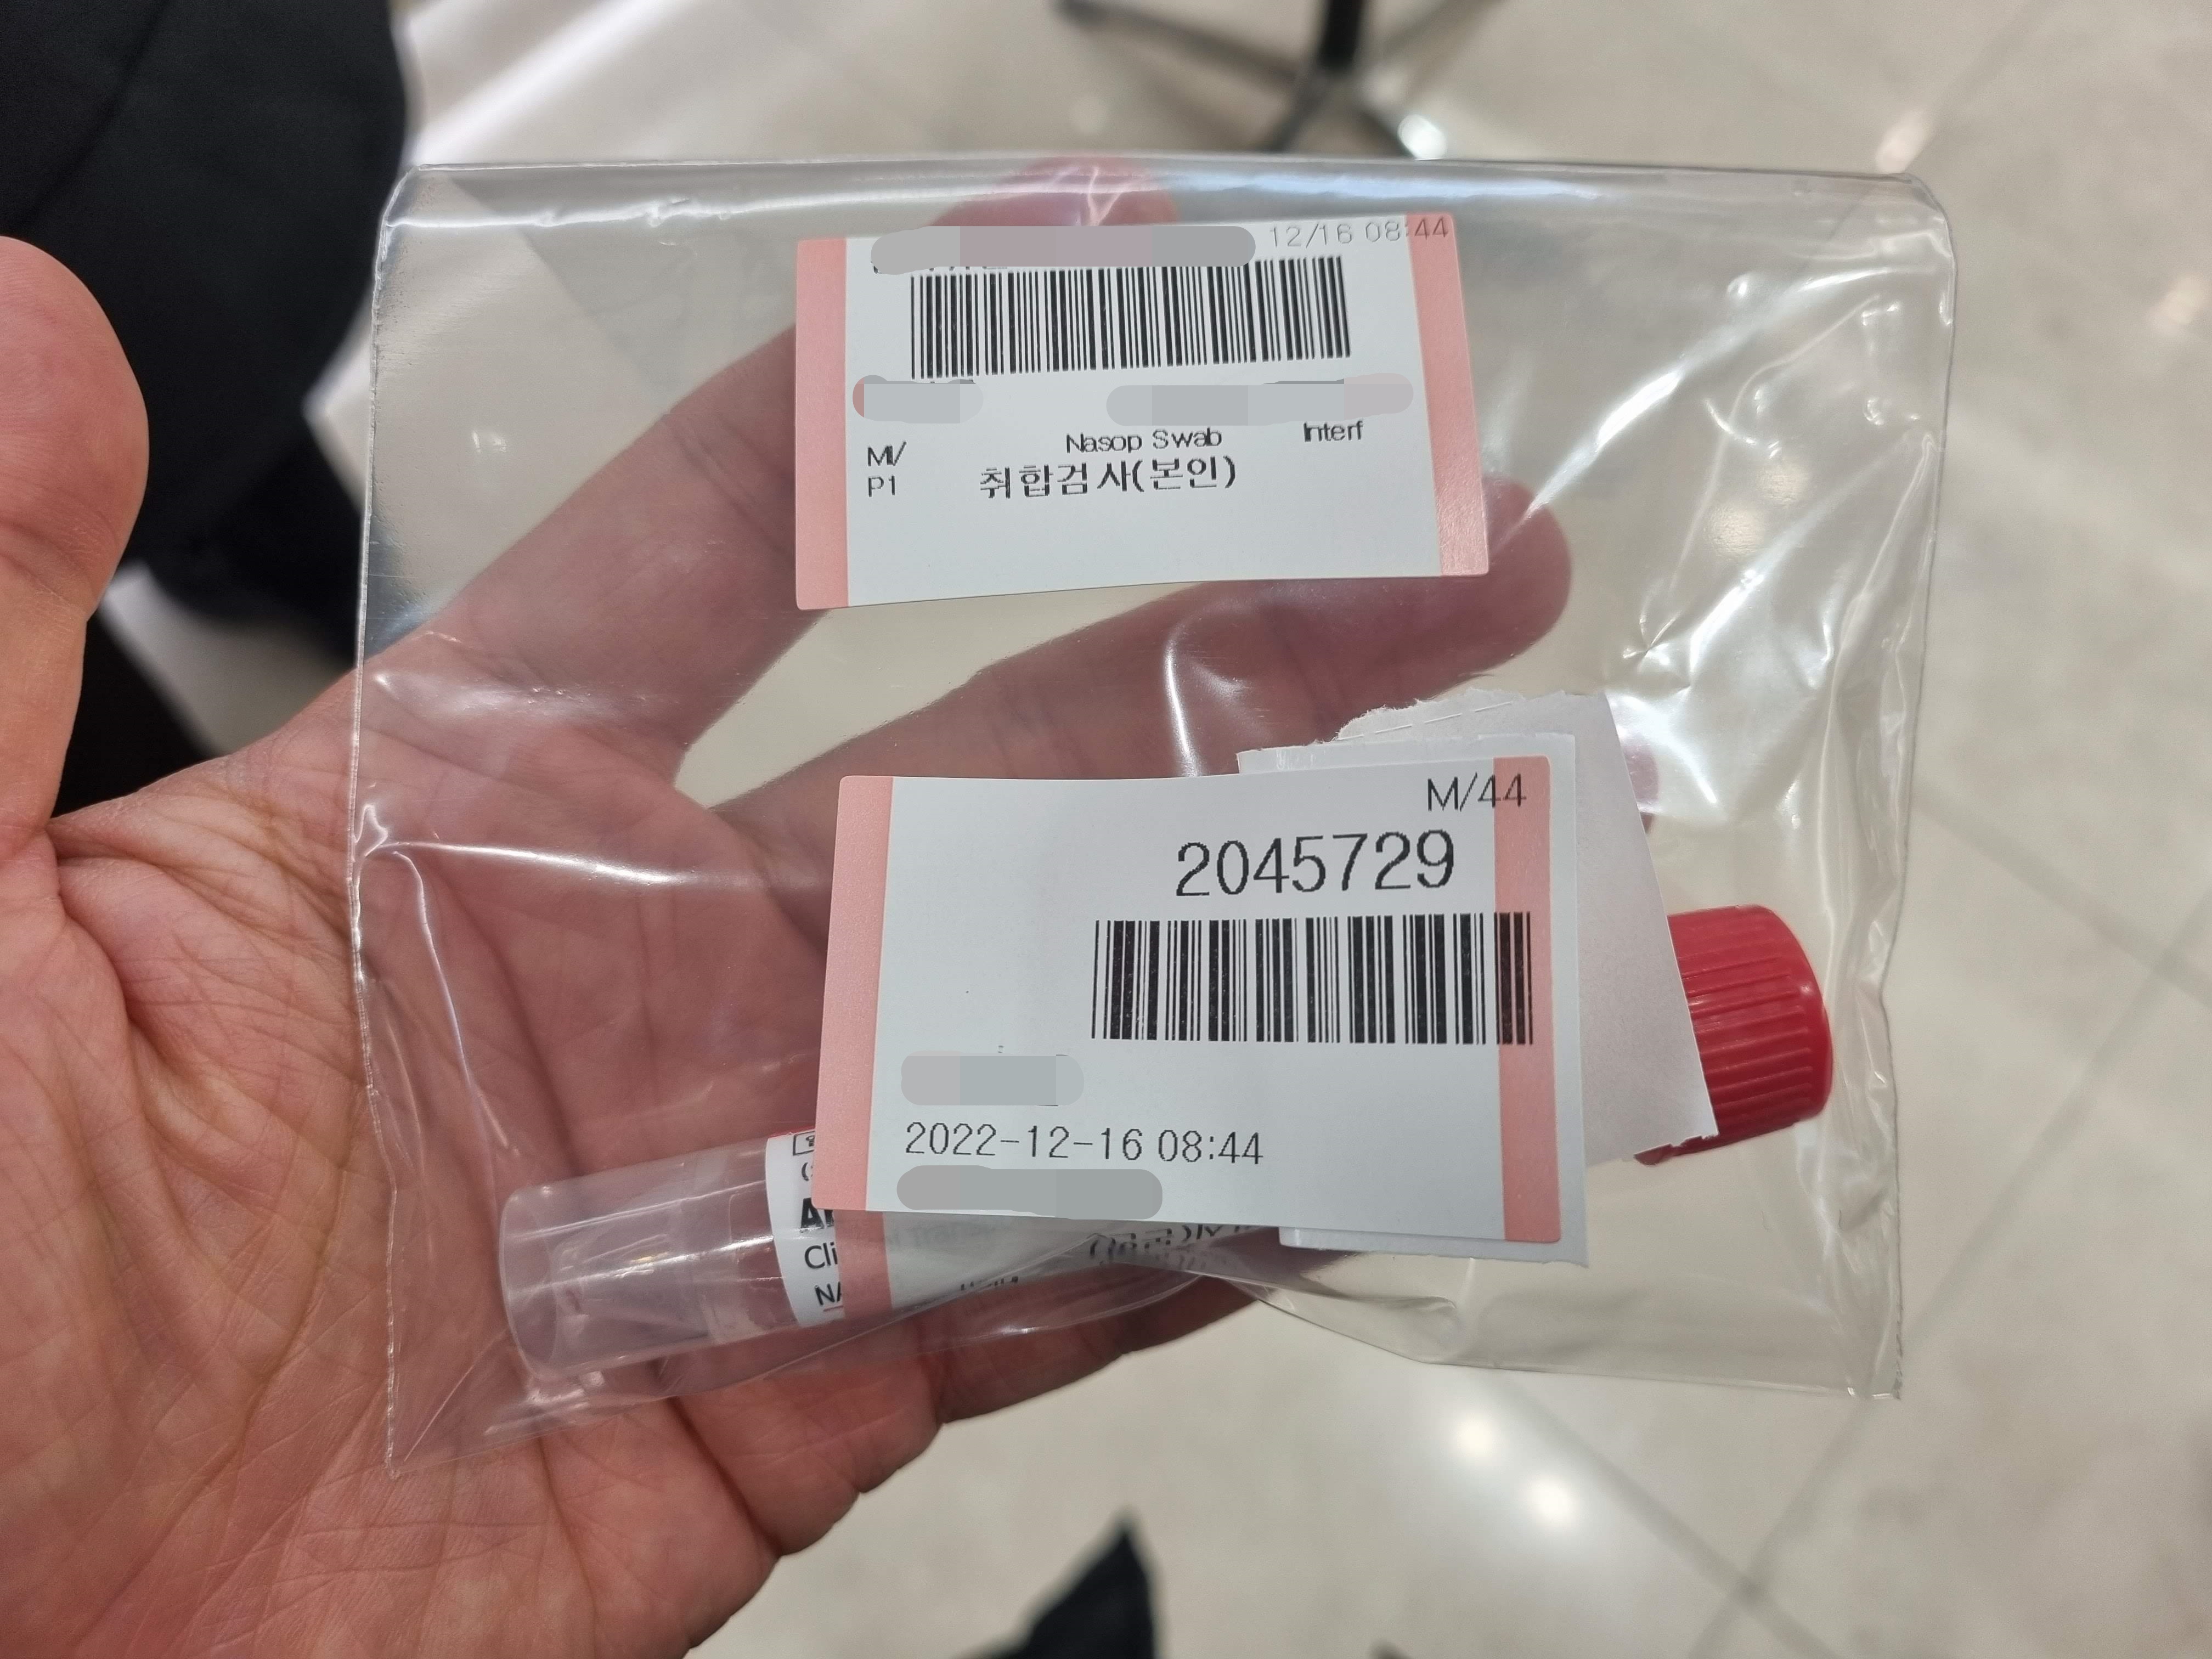 12/16 08:44
Nasop Swab Interf
M/
P1 취합검사(본인)
M/44
2045729
2022-12-16 08:44